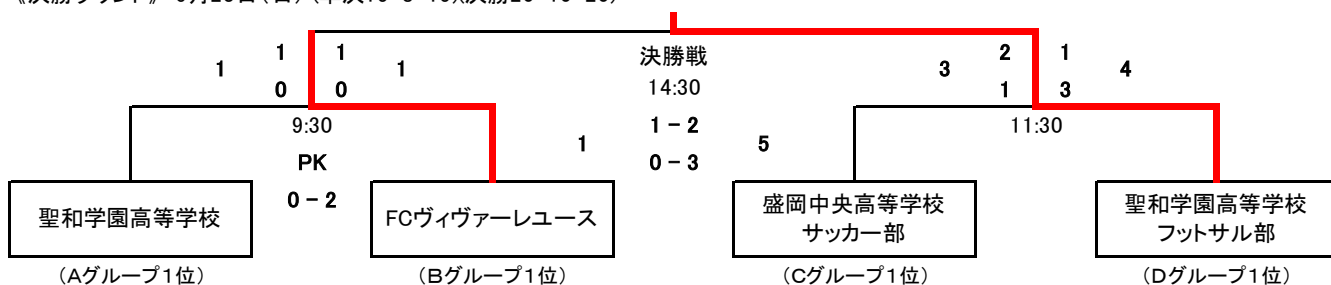 1 1 1 1 決勝戦 3 2 1 4
0 0 14:30 1 3
9:30 1 - 2 11:30
PK 1 0 - 3 5
0 - 2
聖和学園高等学校
FCヴィヴァーレユース
盛岡中央高等学校
サッカー部
聖和学園高等学校
フットサル部
(Aグループ1位) (Bグループ1位) (Cグループ1位) (Dグループ1位)